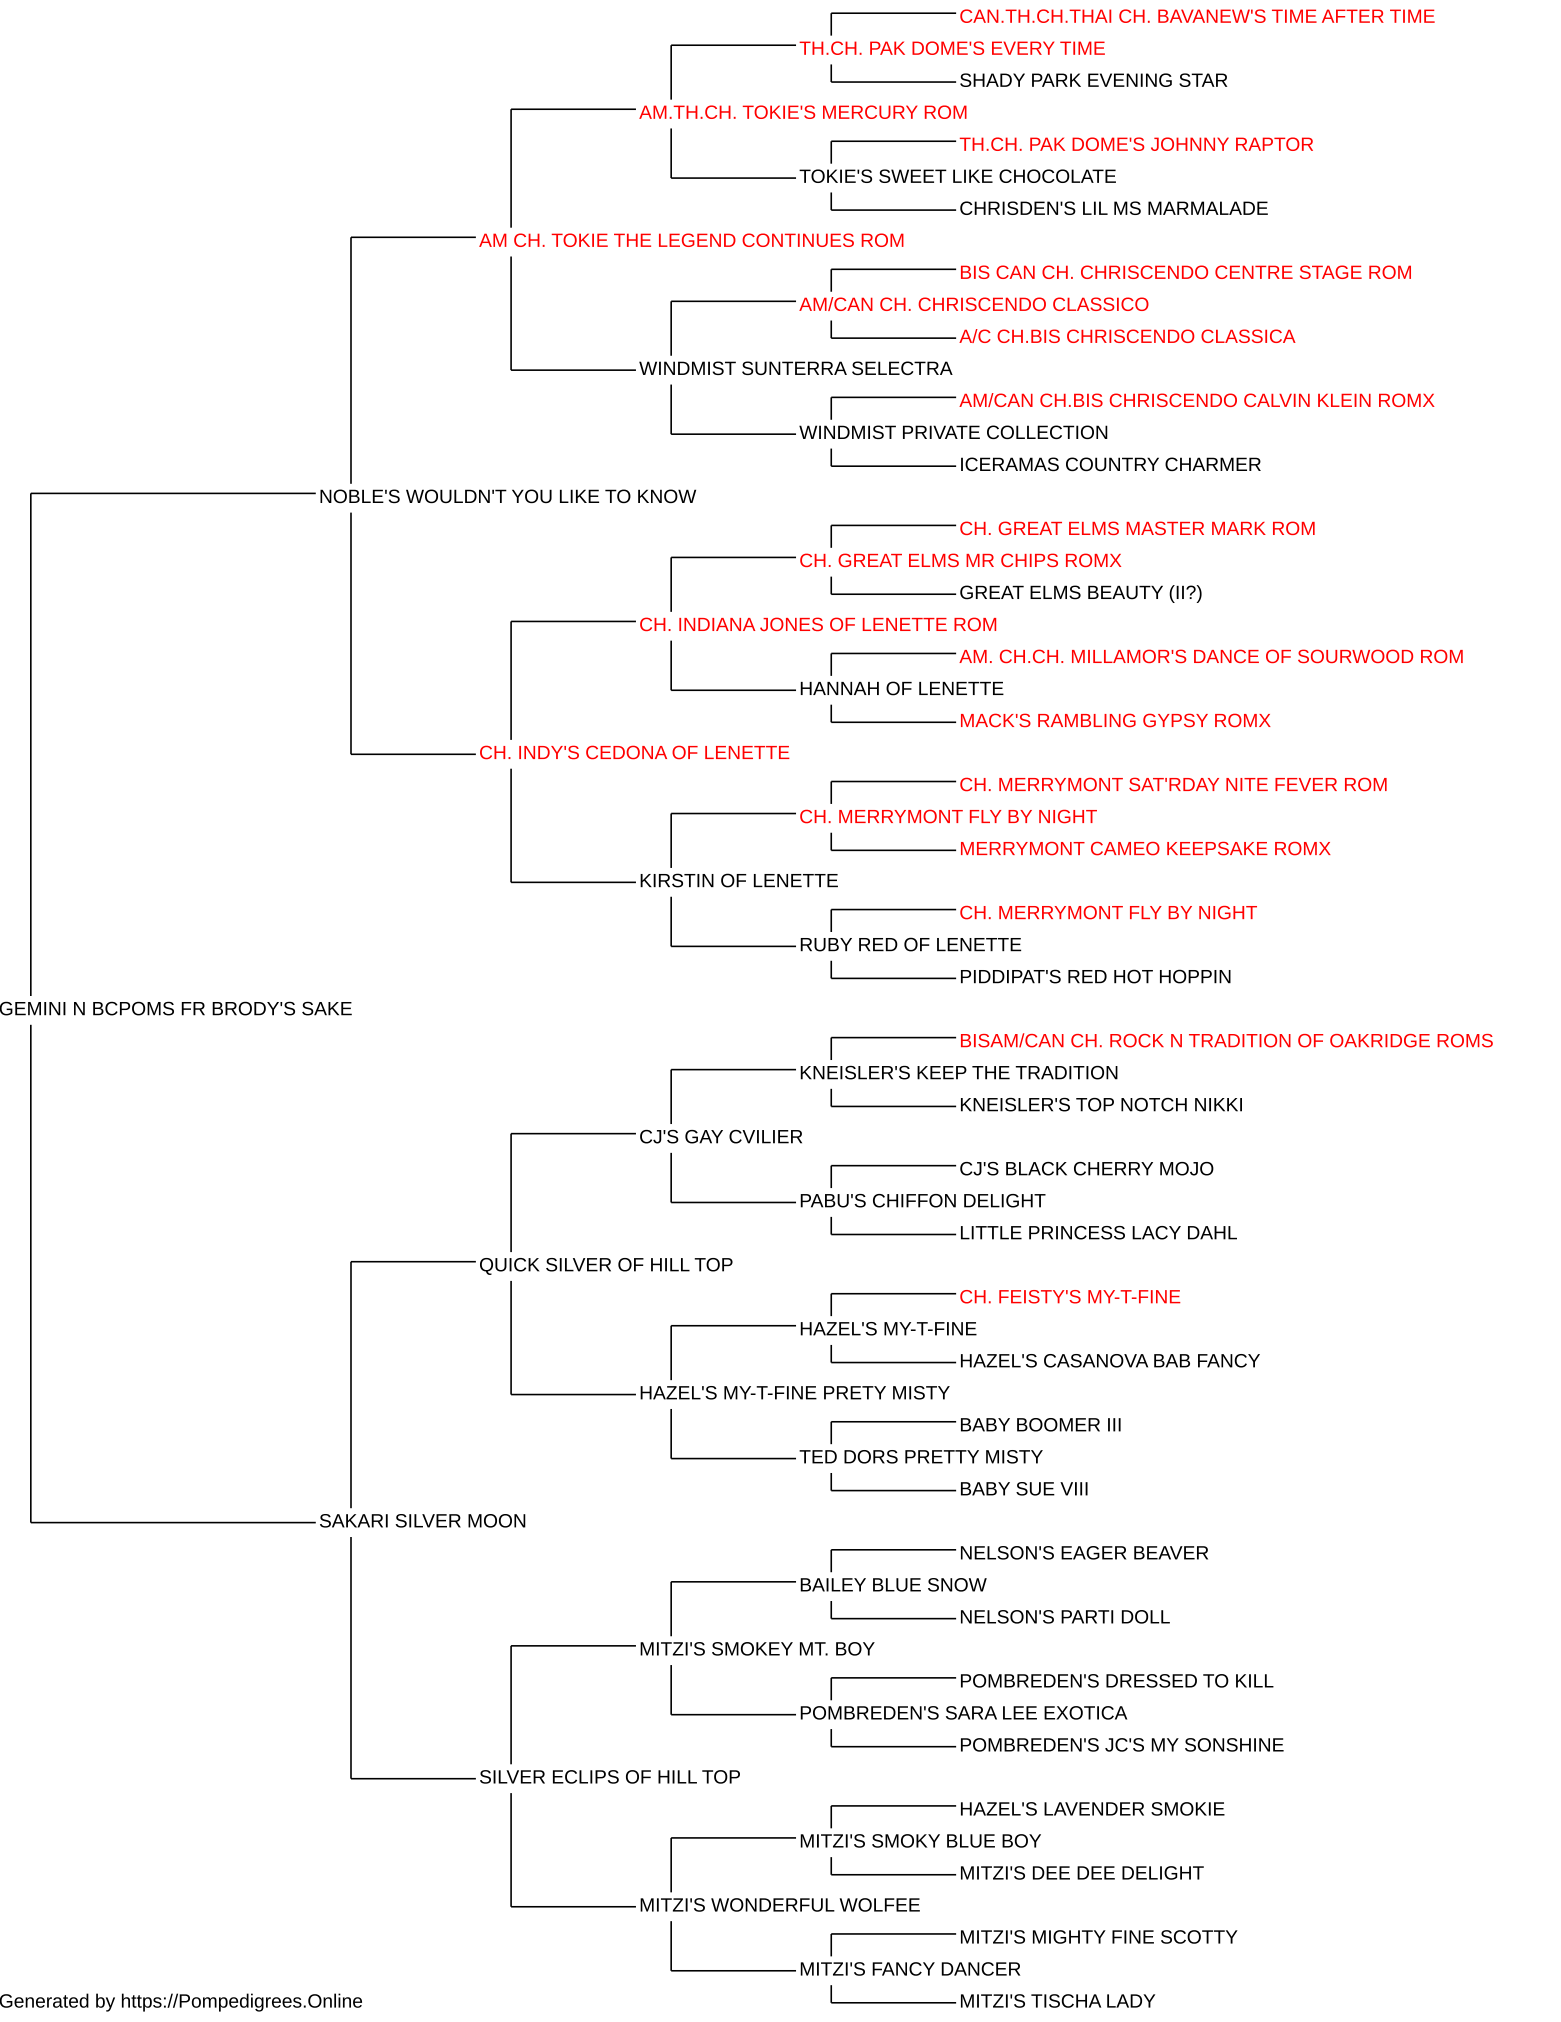 CAN.TH.CH.THAI CH. BAVANEW'S TIME AFTER TIME
TH.CH. PAK DOME'S EVERY TIME
SHADY PARK EVENING STAR
AM.TH.CH. TOKIE'S MERCURY ROM
TH.CH. PAK DOME'S JOHNNY RAPTOR
TOKIE'S SWEET LIKE CHOCOLATE
CHRISDEN'S LIL MS MARMALADE
AM CH. TOKIE THE LEGEND CONTINUES ROM
BIS CAN CH. CHRISCENDO CENTRE STAGE ROM
AM/CAN CH. CHRISCENDO CLASSICO
A/C CH.BIS CHRISCENDO CLASSICA
WINDMIST SUNTERRA SELECTRA
AM/CAN CH.BIS CHRISCENDO CALVIN KLEIN ROMX
WINDMIST PRIVATE COLLECTION
ICERAMAS COUNTRY CHARMER
NOBLE'S WOULDN'T YOU LIKE TO KNOW
CH. GREAT ELMS MASTER MARK ROM
CH. GREAT ELMS MR CHIPS ROMX
GREAT ELMS BEAUTY (II?)
CH. INDIANA JONES OF LENETTE ROM
AM. CH.CH. MILLAMOR'S DANCE OF SOURWOOD ROM
HANNAH OF LENETTE
MACK'S RAMBLING GYPSY ROMX
CH. INDY'S CEDONA OF LENETTE
CH. MERRYMONT SAT'RDAY NITE FEVER ROM
CH. MERRYMONT FLY BY NIGHT
MERRYMONT CAMEO KEEPSAKE ROMX
KIRSTIN OF LENETTE
CH. MERRYMONT FLY BY NIGHT
RUBY RED OF LENETTE
PIDDIPAT'S RED HOT HOPPIN
GEMINI N BCPOMS FR BRODY'S SAKE
BISAM/CAN CH. ROCK N TRADITION OF OAKRIDGE ROMS
KNEISLER'S KEEP THE TRADITION
KNEISLER'S TOP NOTCH NIKKI
CJ'S GAY CVILIER
CJ'S BLACK CHERRY MOJO
PABU'S CHIFFON DELIGHT
LITTLE PRINCESS LACY DAHL
QUICK SILVER OF HILL TOP
CH. FEISTY'S MY-T-FINE
HAZEL'S MY-T-FINE
HAZEL'S CASANOVA BAB FANCY
HAZEL'S MY-T-FINE PRETY MISTY
BABY BOOMER III
TED DORS PRETTY MISTY
BABY SUE VIII
SAKARI SILVER MOON
NELSON'S EAGER BEAVER
BAILEY BLUE SNOW
NELSON'S PARTI DOLL
MITZI'S SMOKEY MT. BOY
POMBREDEN'S DRESSED TO KILL
POMBREDEN'S SARA LEE EXOTICA
POMBREDEN'S JC'S MY SONSHINE
SILVER ECLIPS OF HILL TOP
HAZEL'S LAVENDER SMOKIE
MITZI'S SMOKY BLUE BOY
MITZI'S DEE DEE DELIGHT
MITZI'S WONDERFUL WOLFEE
MITZI'S MIGHTY FINE SCOTTY
MITZI'S FANCY DANCER
MITZI'S TISCHA LADY
Generated by https://Pompedigrees.Online